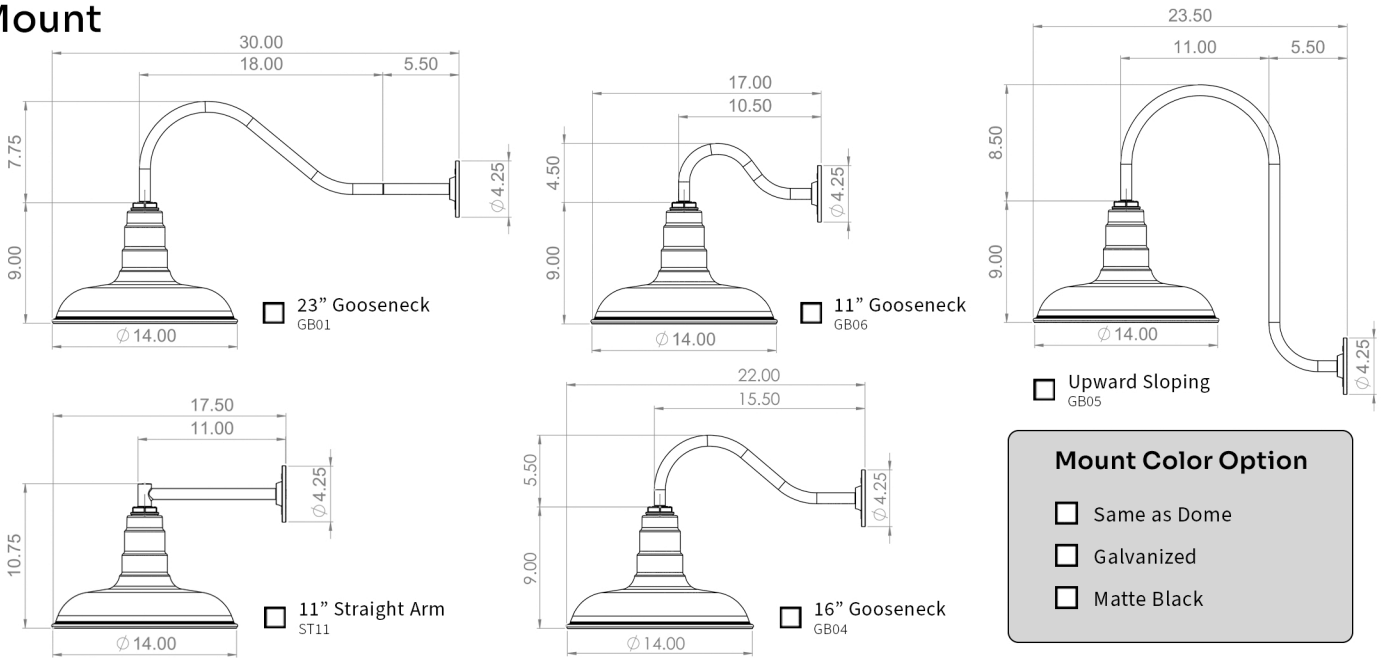 Mount
30.00
18.00
5.50
7.75
9.00
⌀4.25
⌀14.00
23” Gooseneck
GB01
17.00
10.50
4.50
9.00
⌀4.25
⌀14.00
11” Gooseneck
GB06
23.50
11.00
5.50
8.50
9.00
⌀14.00
⌀4.25
Upward Sloping
GB05
17.50
11.00
10.75
⌀4.25
⌀14.00
11” Straight Arm
ST11
22.00
15.50
5.50
9.00
⌀4.25
⌀14.00
16” Gooseneck
GB04
Mount Color Option
Same as Dome
Galvanized
Matte Black